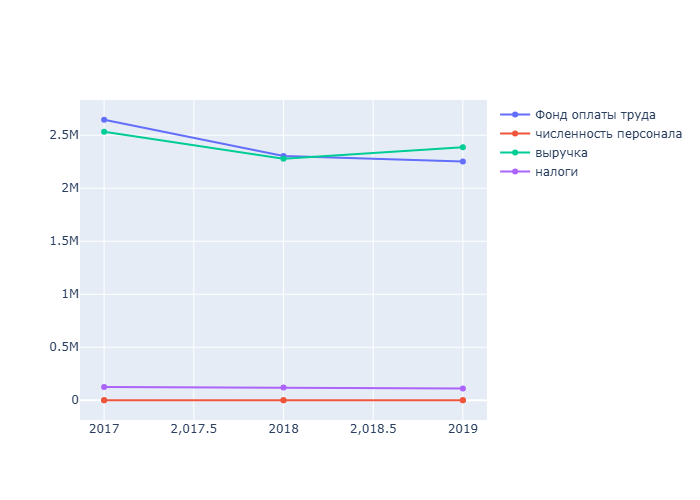 2.5M
2M
1.5M
1M
0.5M
0
2017
2,017.5
2018
2,018.5
2019
Фонд оплаты труда
численность персонала
выручка
налоги